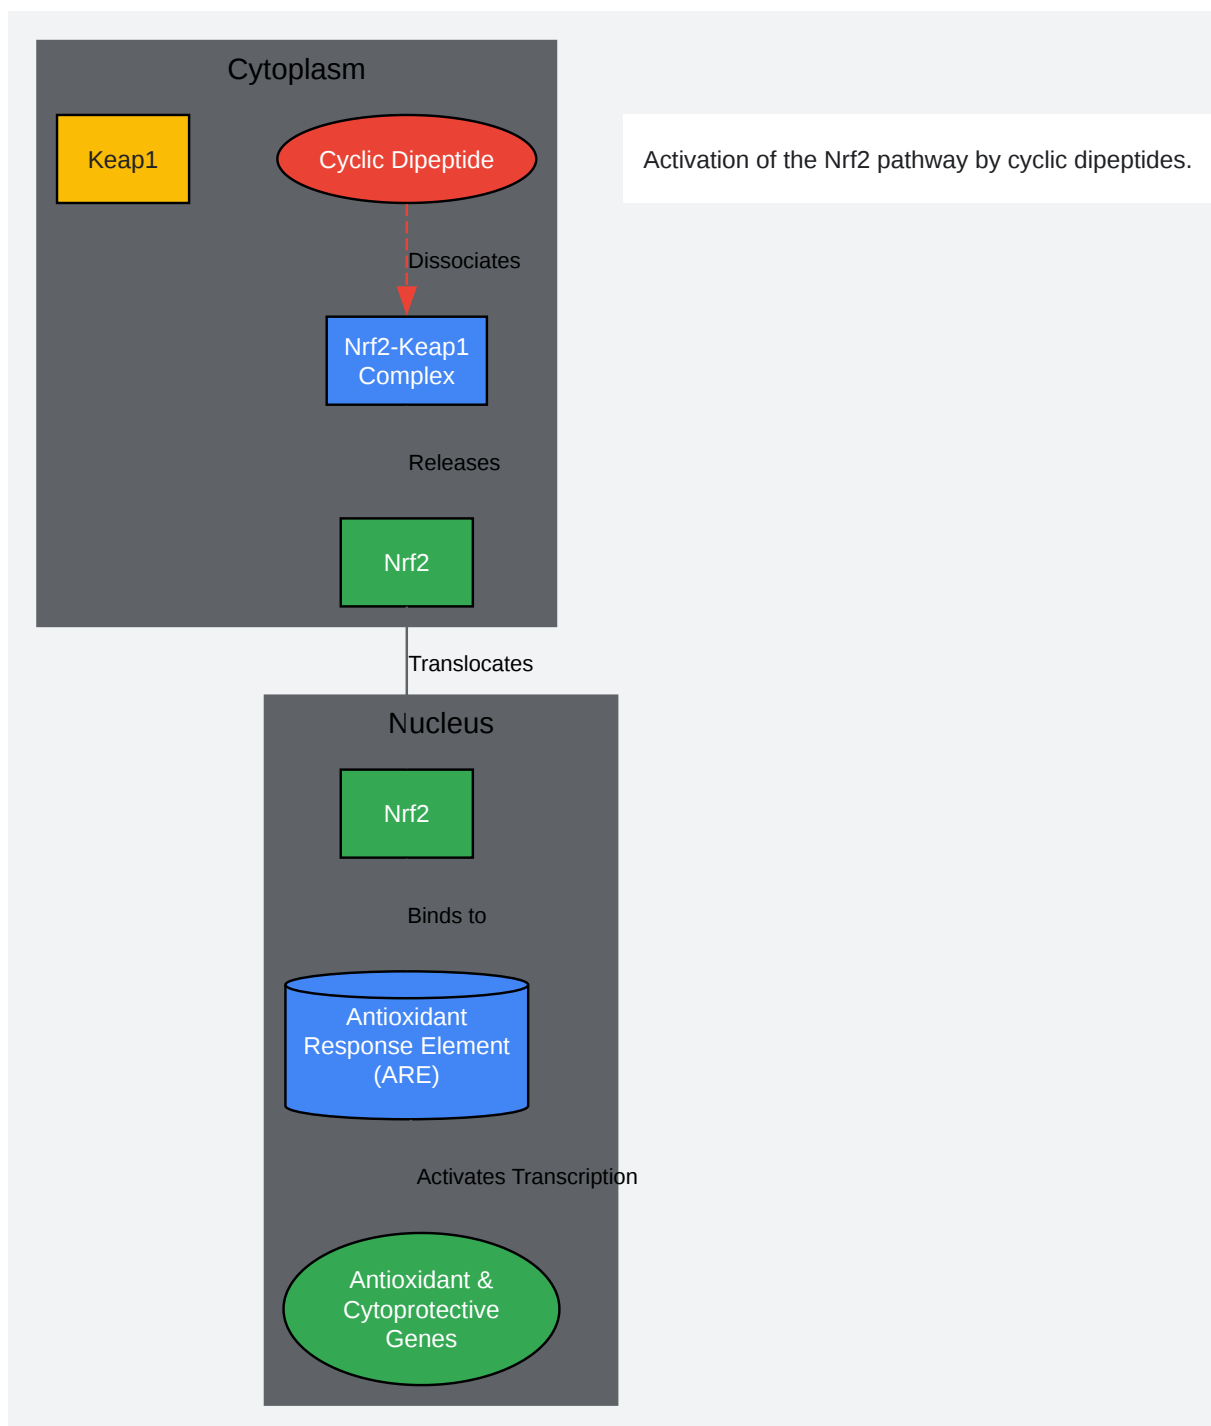 Cytoplasm
Keap1
Cyclic Dipeptide
Activation of the Nrf2 pathway by cyclic dipeptides.
Dissociates
Nrf2-Keap1
Complex
Releases
Nrf2
Translocates
Nucleus
Nrf2
Binds to
Antioxidant
Response Element
(ARE)
Activates Transcription
Antioxidant &
Cytoprotective
Genes